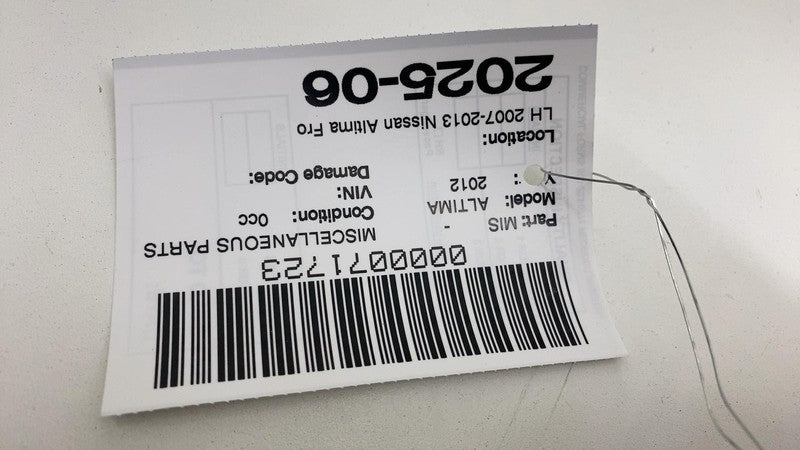 0000071723
MISCELLANEOUS PARTS
Part: MIS -
Condition: 0cc
Model: ALTIMA
VIN:
Y : 2012
Damage Code:
Location:
LH 2007-2013 Nissan Altima Fro
2025-06